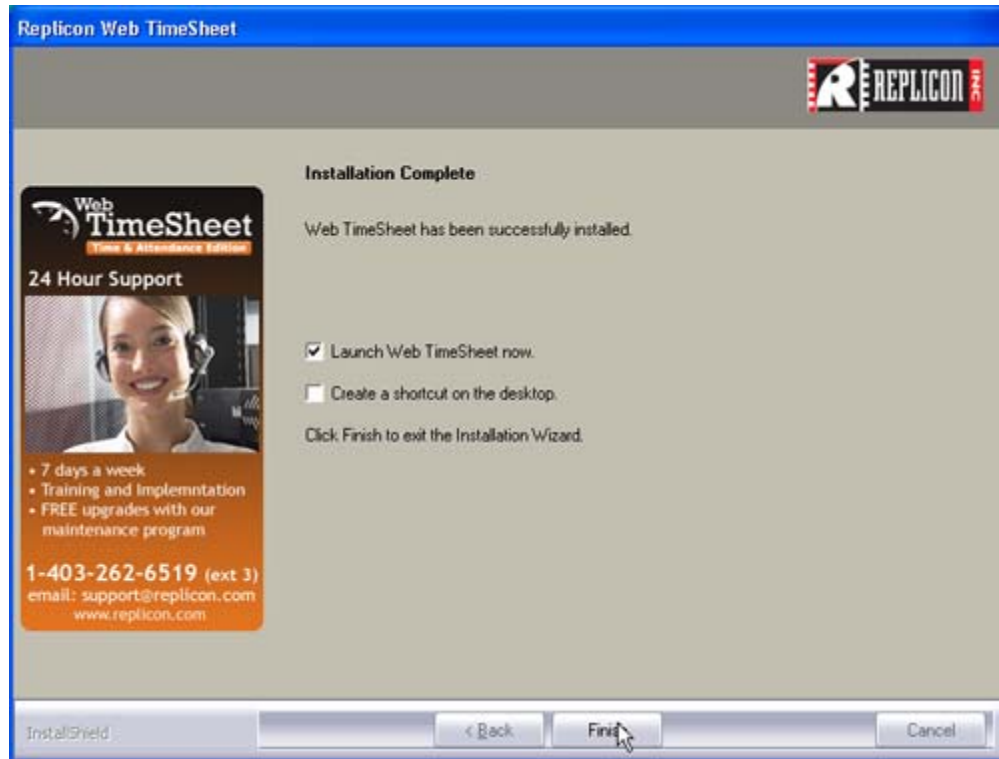 Replicon Web TimeSheet
R REPLICON INC
Installation Complete
Web TimeSheet has been successfully installed.
Web
TimeSheet
Time & Attendance Edition
24 Hour Support
Launch Web TimeSheet now.
Create a shortcut on the desktop.
Click Finish to exit the Installation Wizard.
• 7 days a week
• Training and Implemntation
• FREE upgrades with our
maintenance program
1-403-262-6519 (ext 3)
email: support@replicon.com
www.replicon.com
InstallShield
< Back
Finish
Cancel